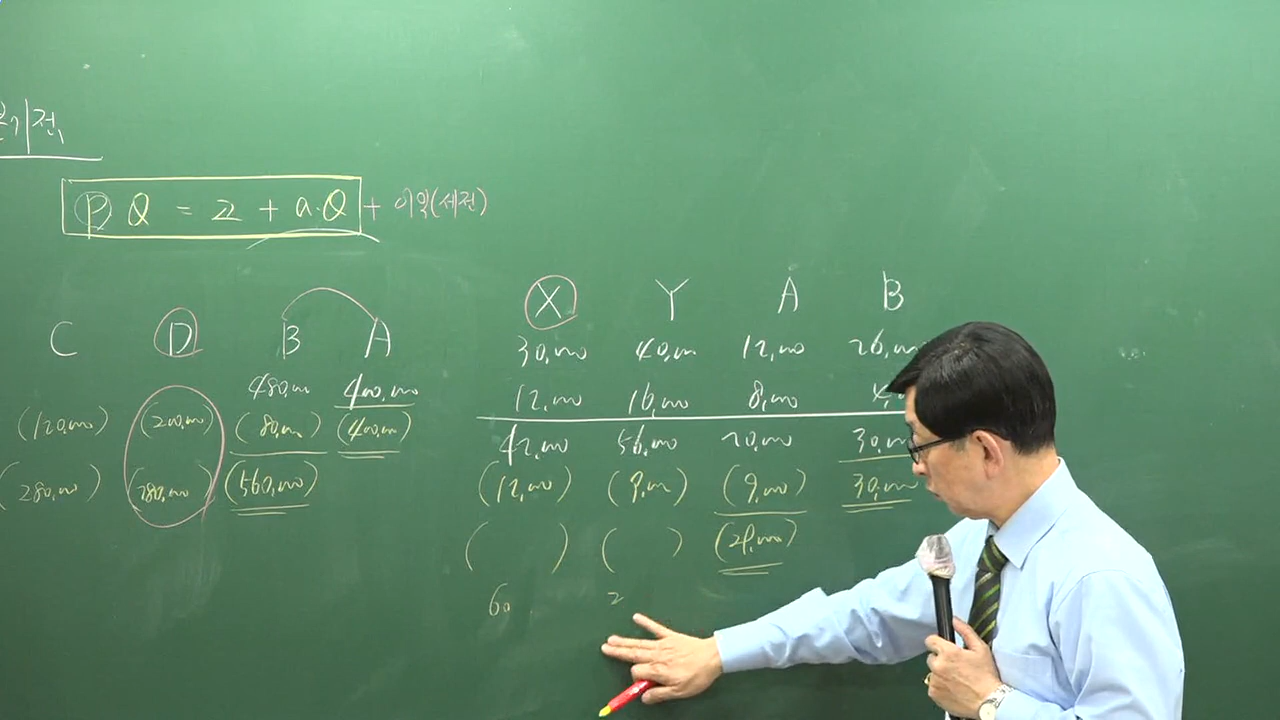 전
P Q = a + a·Q + 이익(세전)
C D B A
480,000 400,000
(120,000) (200,000) (80,000) (400,000)
(280,000) (280,000) (560,000)
X Y A B
30,000 40,000 12,000 26,000
12,000 16,000 8,000
42,000 56,000 20,000 30,000
(12,000) (8,000) (9,000) 30,000
( ) ( ) (29,000)
60 2